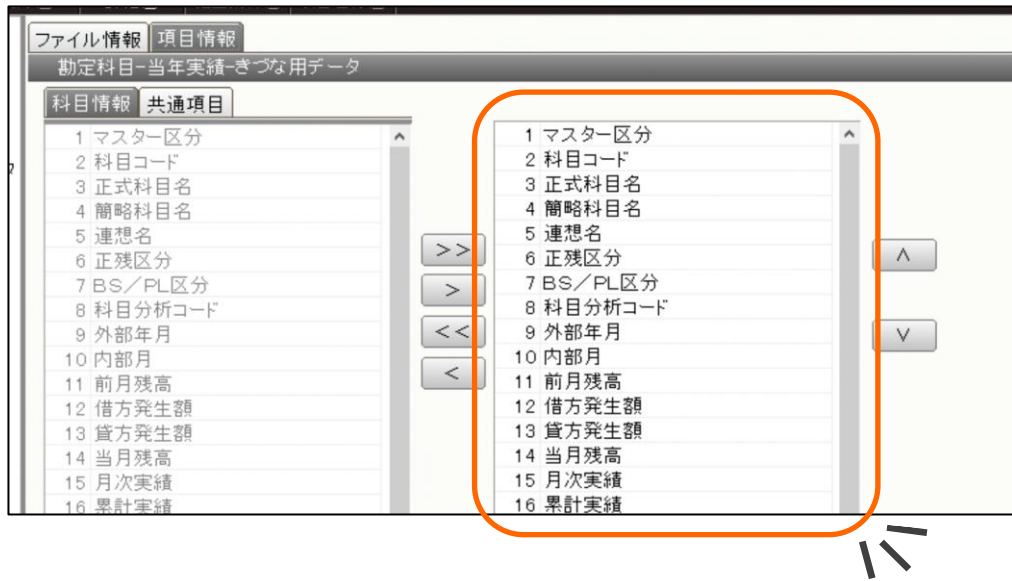 ファイル情報 項目情報
勘定科目-当年実績-きづな用データ
科目情報 共通項目
1 マスター区分
2 科目コード
3 正式科目名
4 簡略科目名
5 連想名
6 正残区分
7 BS/PL区分
8 科目分析コード
9 外部年月
10 内部月
11 前月残高
12 借方発生額
13 貸方発生額
14 当月残高
15 月次実績
16 累計実績
>>
>
<<
<
1 マスター区分
2 科目コード
3 正式科目名
4 簡略科目名
5 連想名
6 正残区分
7 BS/PL区分
8 科目分析コード
9 外部年月
10 内部月
11 前月残高
12 借方発生額
13 貸方発生額
14 当月残高
15 月次実績
16 累計実績